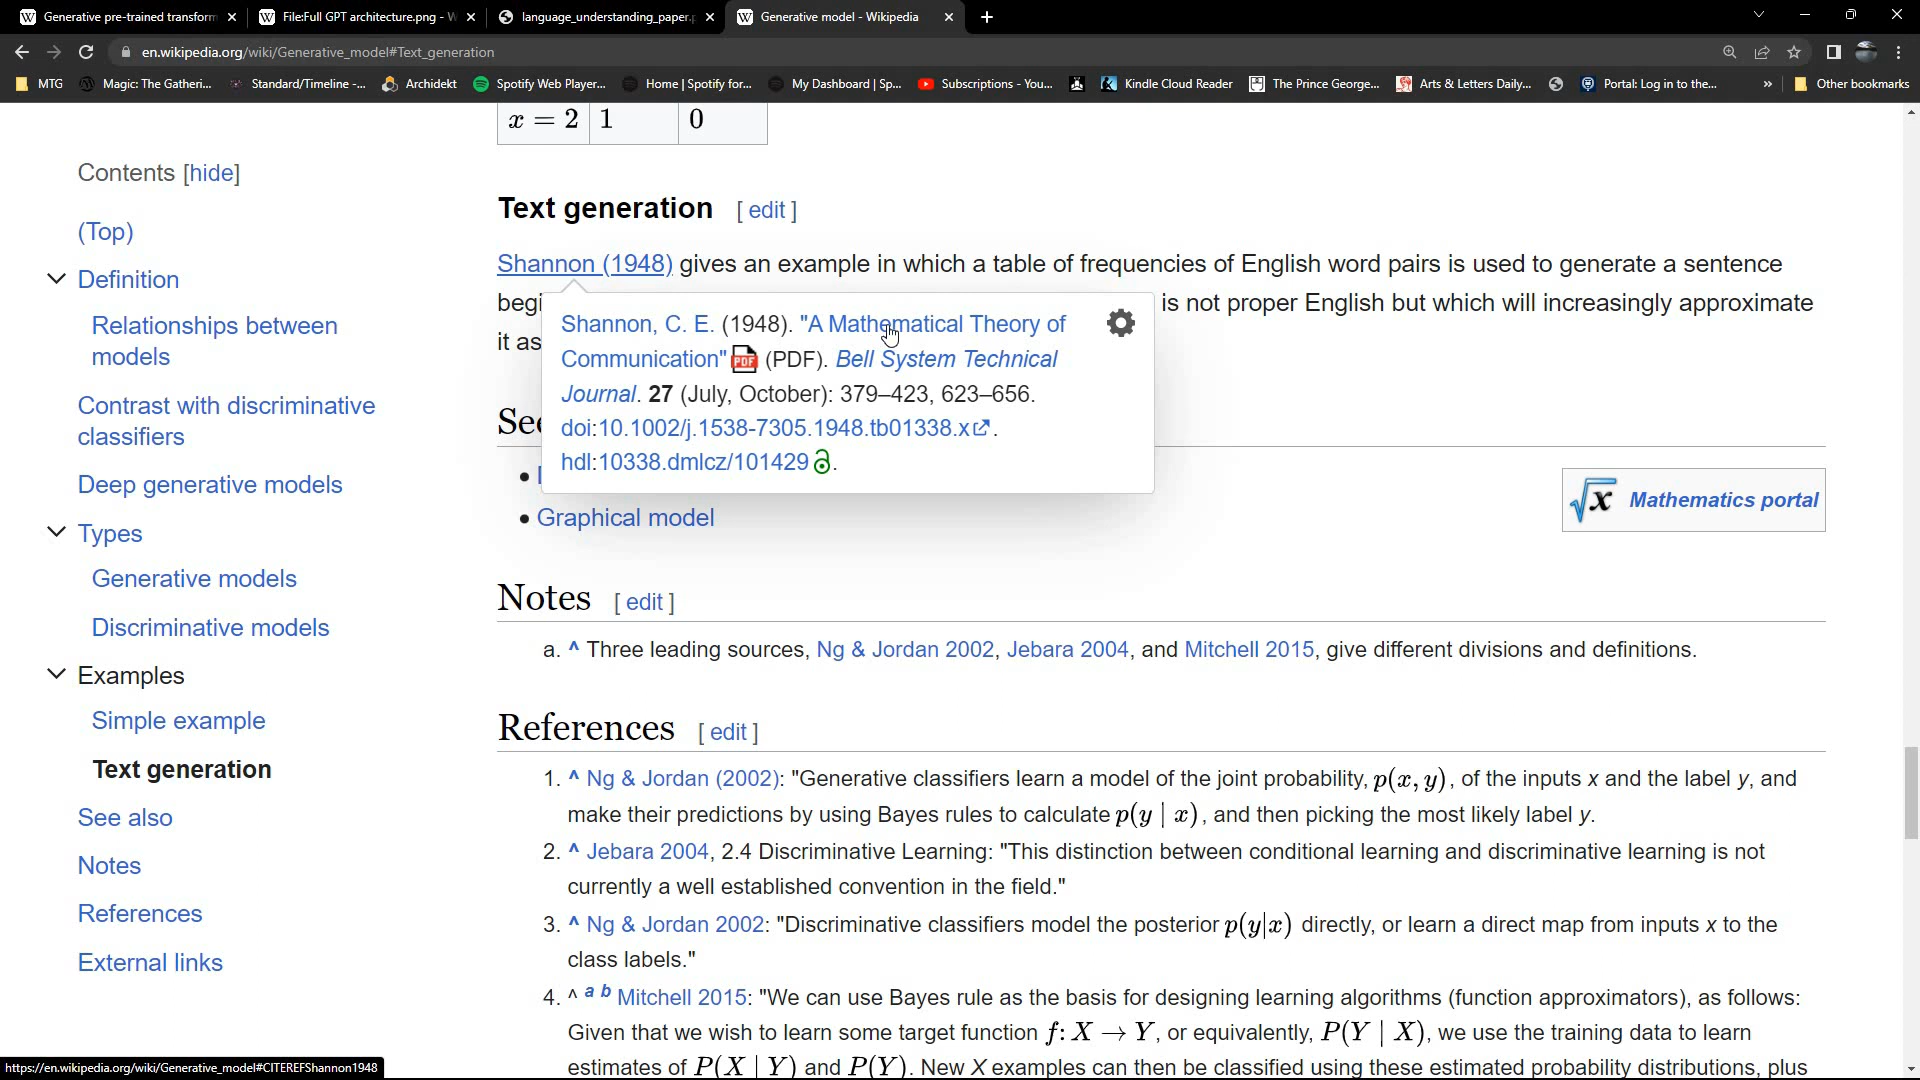 Generative pre-trained transform
File:Full GPT architecture.png - W
language_understanding_paper.p
Generative model - Wikipedia
en.wikipedia.org/wiki/Generative_model#Text_generation
MTG
Magic: The Gatheri...
Standard/Timeline -...
Archidekt
Spotify Web Player...
Home | Spotify for...
My Dashboard | Sp...
Subscriptions - You...
Kindle Cloud Reader
The Prince George...
Arts & Letters Daily...
Portal: Log in to the...
»
Other bookmarks
x = 2 1 0
Contents [hide]
(Top)
Definition
Relationships between
models
Contrast with discriminative
classifiers
Deep generative models
Types
Generative models
Discriminative models
Examples
Simple example
Text generation
See also
Notes
References
External links
Text generation [ edit ]
Shannon (1948) gives an example in which a table of frequencies of English word pairs is used to generate a sentence
begi is not proper English but which will increasingly approximate
it as
Shannon, C. E. (1948). "A Mathematical Theory of
Communication" PDF (PDF). Bell System Technical
Journal. 27 (July, October): 379–423, 623–656.
doi:10.1002/j.1538-7305.1948.tb01338.x.
hdl:10338.dmlcz/101429.
See
• Graphical model
√x Mathematics portal
Notes [ edit ]
a. ^ Three leading sources, Ng & Jordan 2002, Jebara 2004, and Mitchell 2015, give different divisions and definitions.
References [ edit ]
1. ^ Ng & Jordan (2002): "Generative classifiers learn a model of the joint probability, p(x, y), of the inputs x and the label y, and
make their predictions by using Bayes rules to calculate p(y | x), and then picking the most likely label y.
2. ^ Jebara 2004, 2.4 Discriminative Learning: "This distinction between conditional learning and discriminative learning is not
currently a well established convention in the field."
3. ^ Ng & Jordan 2002: "Discriminative classifiers model the posterior p(y|x) directly, or learn a direct map from inputs x to the
class labels."
4. ^ a b Mitchell 2015: "We can use Bayes rule as the basis for designing learning algorithms (function approximators), as follows:
Given that we wish to learn some target function f: X → Y, or equivalently, P(Y | X), we use the training data to learn
estimates of P(X | Y) and P(Y). New X examples can then be classified using these estimated probability distributions, plus
https://en.wikipedia.org/wiki/Generative_model#CITEREFShannon1948